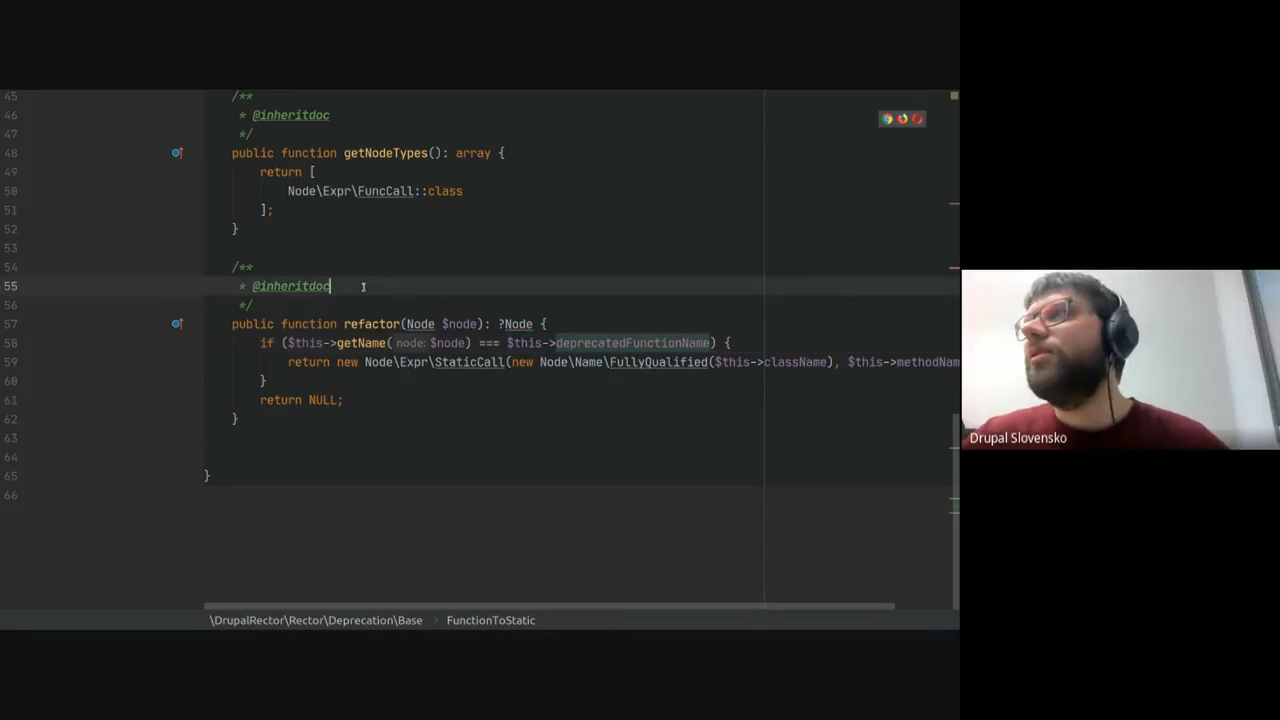 45 /**
46 * @inheritdoc
47 */
48 public function getNodeTypes(): array {
49 return [
50 Node\Expr\FuncCall::class
51 ];
52 }
53
54 /**
55 * @inheritdoc
56 */
57 public function refactor(Node $node): ?Node {
58 if ($this->getName( node: $node) === $this->deprecatedFunctionName) {
59 return new Node\Expr\StaticCall(new Node\Name\FullyQualified($this->className), $this->methodNam
60 }
61 return NULL;
62 }
63
64
65 }
66
\DrupalRector\Rector\Deprecation\Base > FunctionToStatic
Drupal Slovensko